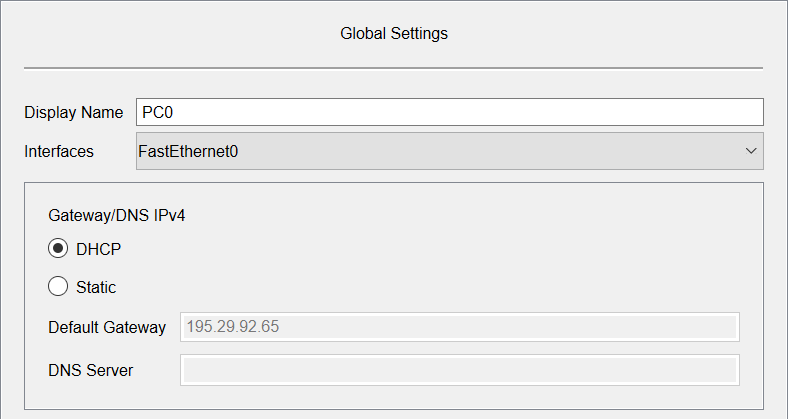 Global Settings
Display Name PC0
Interfaces FastEthernet0
Gateway/DNS IPv4
DHCP
Static
Default Gateway 195.29.92.65
DNS Server